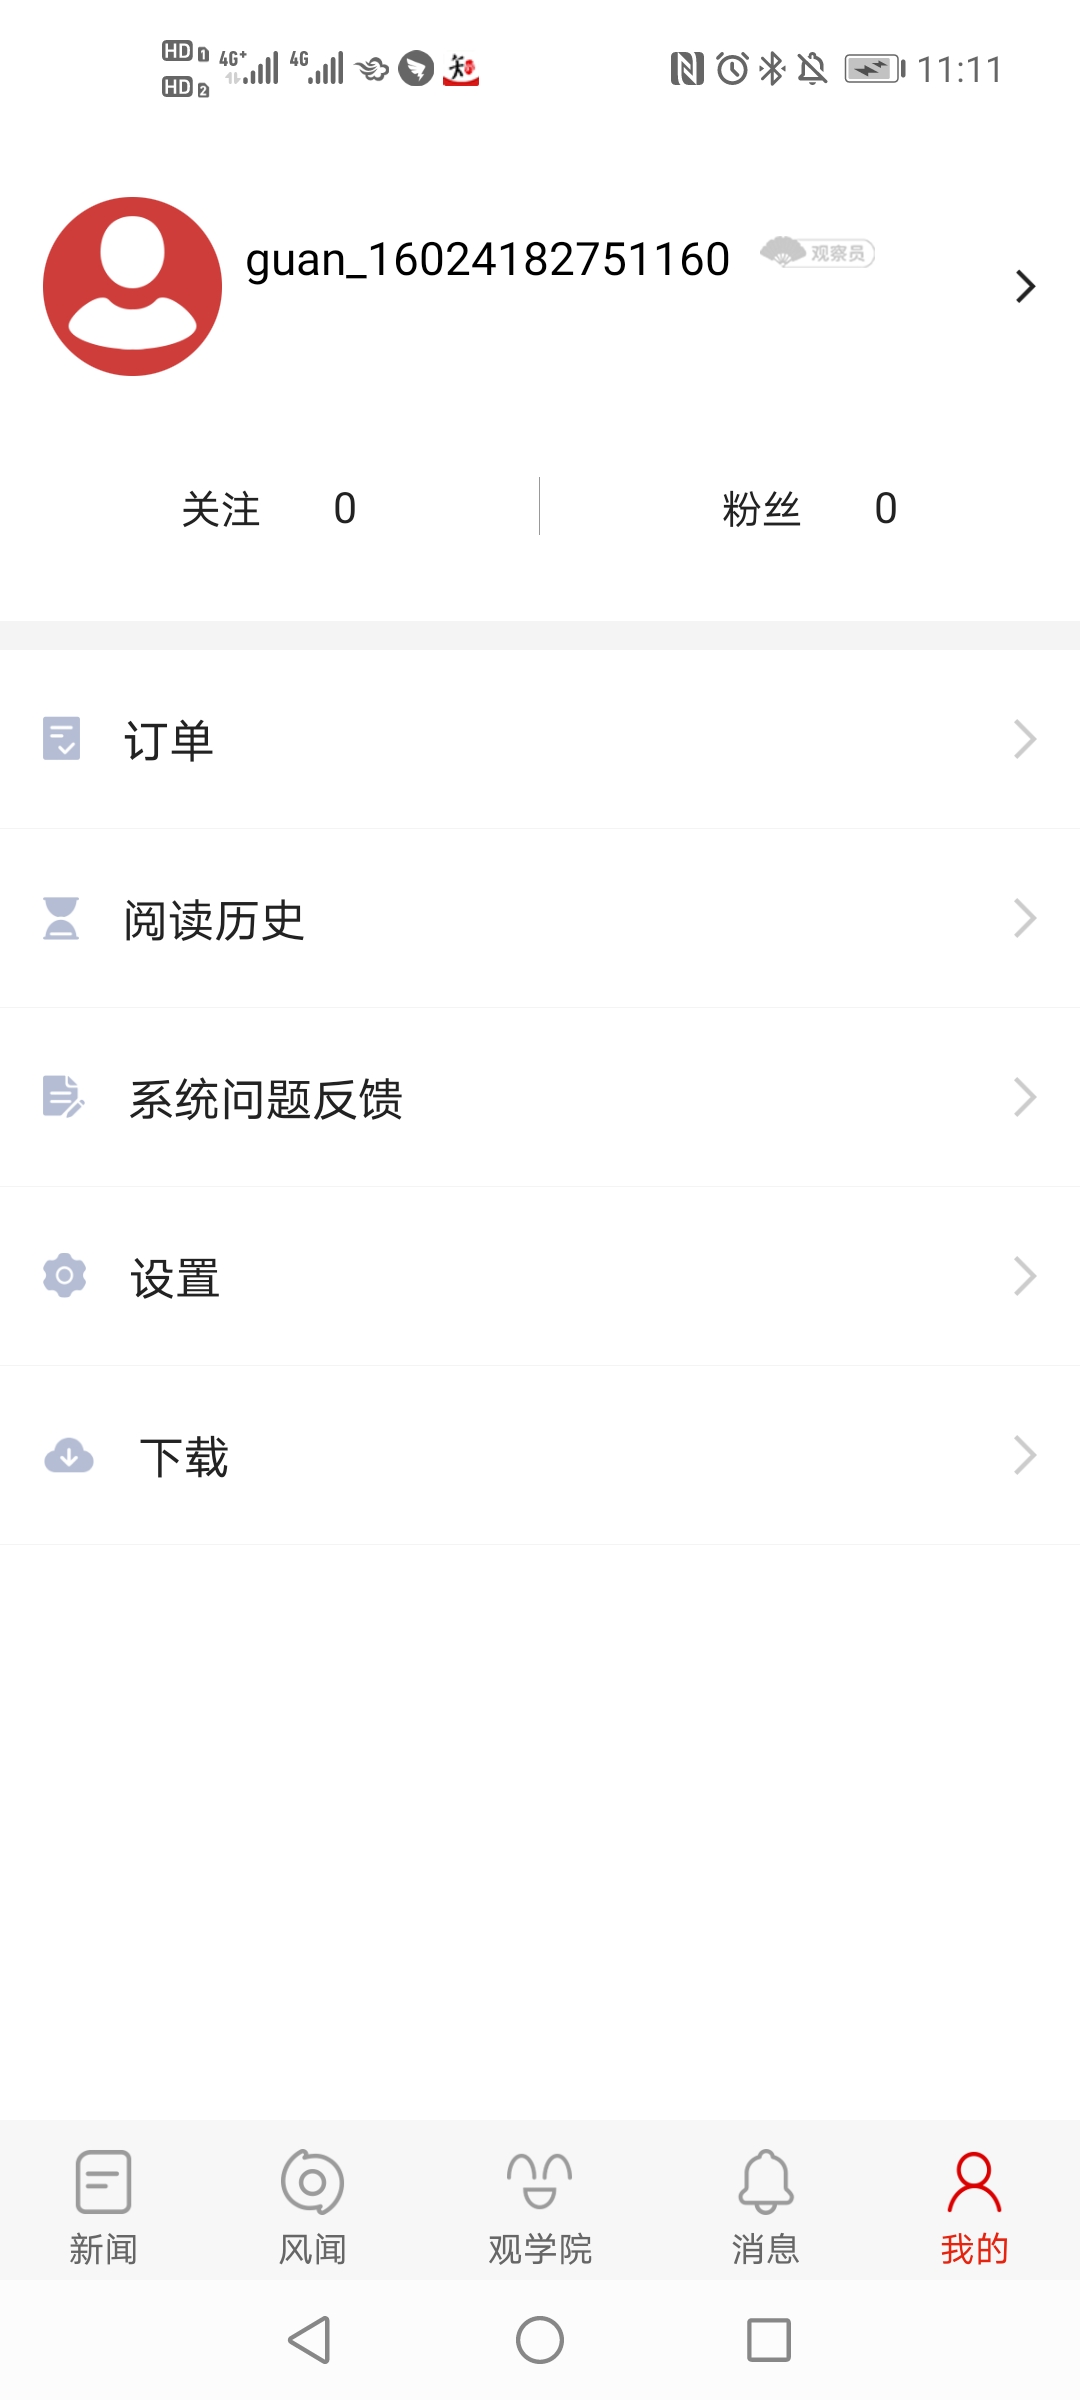 HD 1 4G+ 4G 知 11:11
HD 2
guan_16024182751160 观察员
关注 0 粉丝 0
订单
阅读历史
系统问题反馈
设置
下载
新闻 风闻 观学院 消息 我的